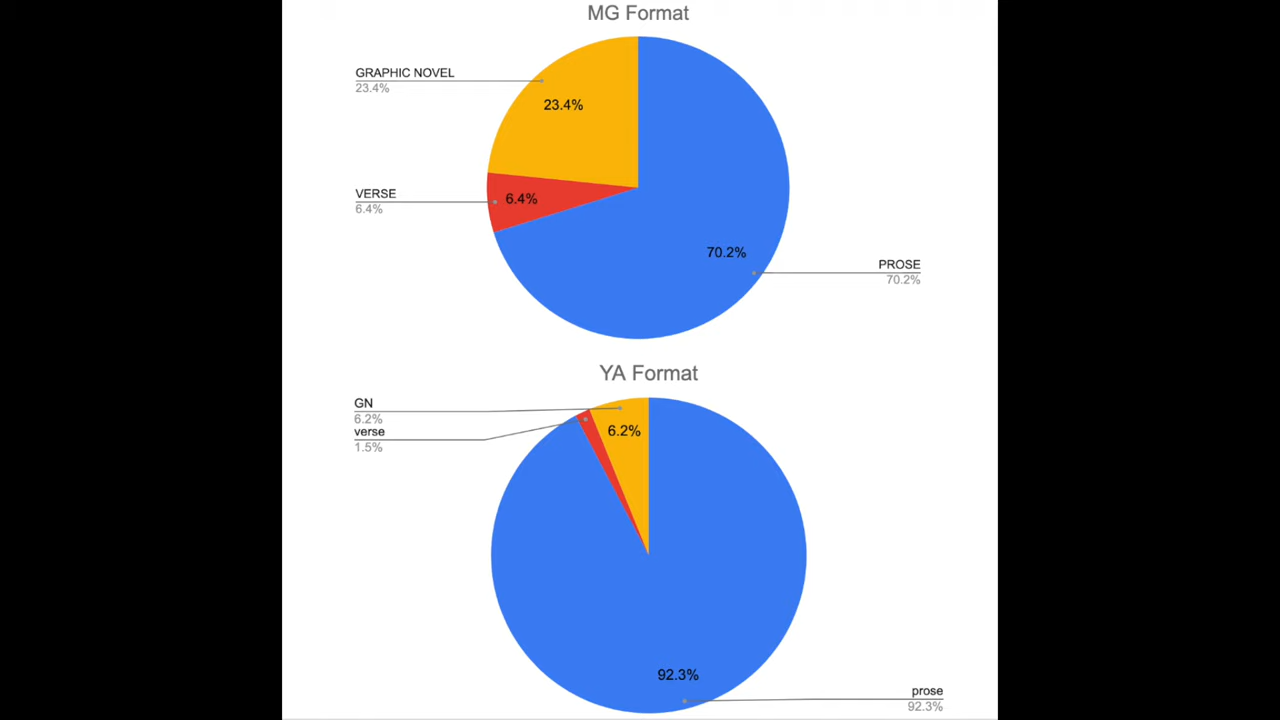 MG Format
GRAPHIC NOVEL
23.4%
23.4%
VERSE
6.4%
6.4%
70.2%
PROSE
70.2%
YA Format
GN
6.2%
verse
1.5%
6.2%
92.3%
prose
92.3%